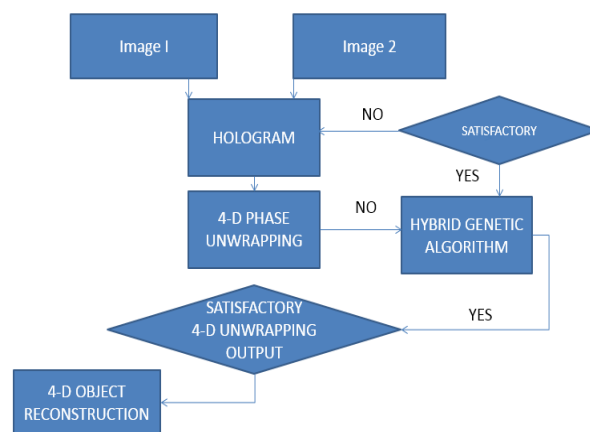 Image I
Image 2
NO
HOLOGRAM
SATISFACTORY
YES
4-D PHASE
UNWRAPPING
NO
HYBRID GENETIC
ALGORITHM
SATISFACTORY
4-D UNWRAPPING
OUTPUT
YES
4-D OBJECT
RECONSTRUCTION